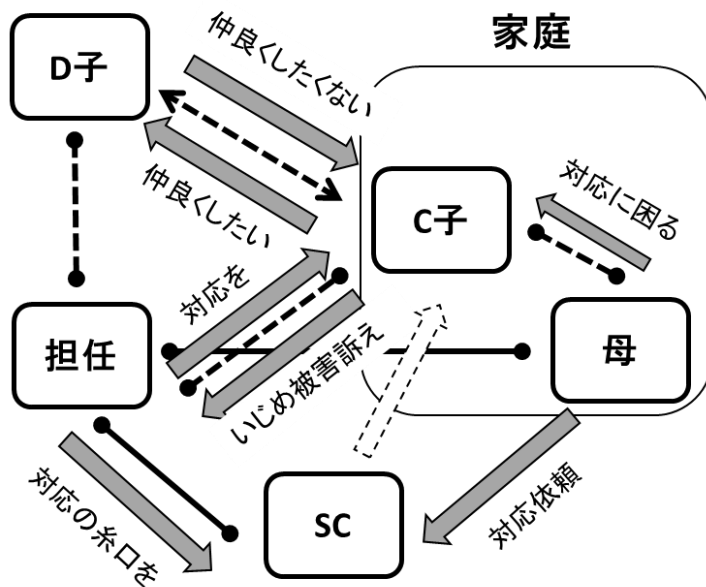 家庭
D子
仲良くしたくない
仲良くしたい
C子
対応に困る
対応を
担任
母
いじめ被害訴え
対応の糸口を
SC
対応依頼